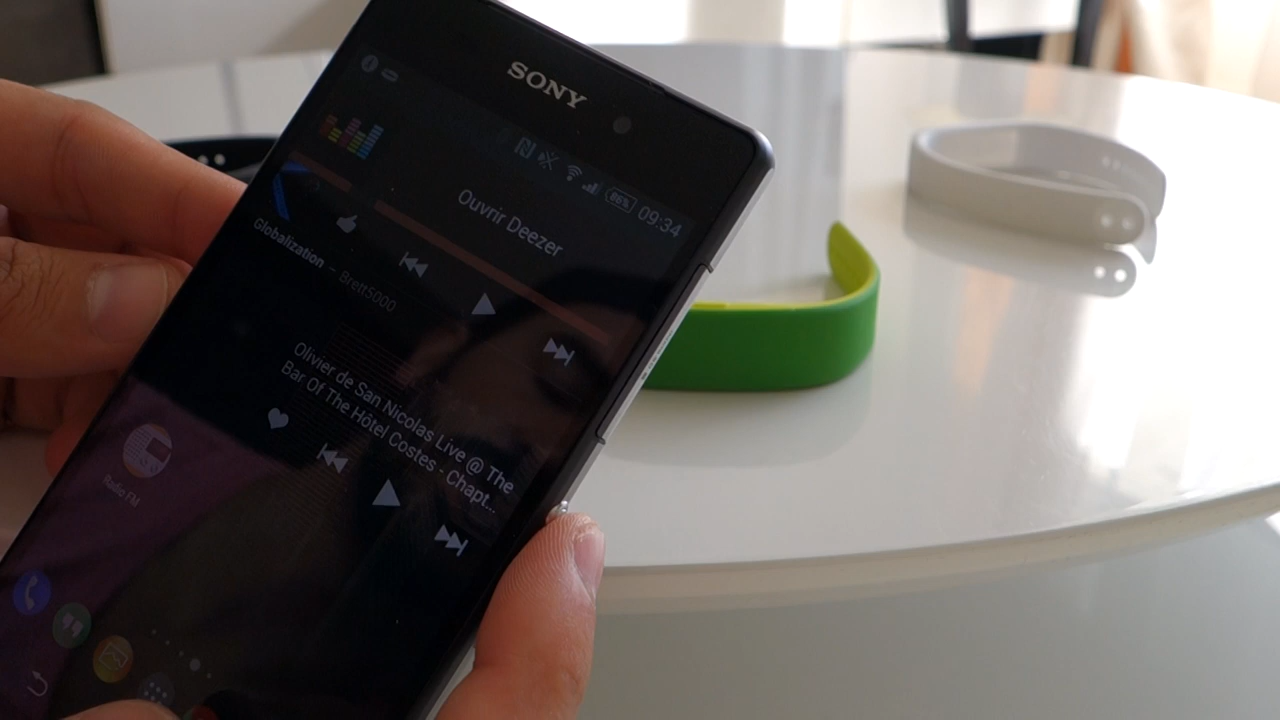 SONY
86% 09:34
Ouvrir Deezer
Globalization – Brett5000
Olivier de San Nicolas Live @ The
Bar Of The Hôtel Costes - Chapt...
Radio FM